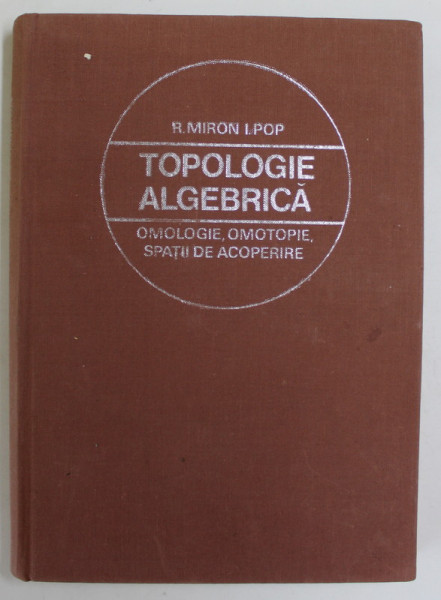 R. MIRON I. POP
TOPOLOGIE
ALGEBRICĂ
OMOLOGIE, OMOTOPIE,
SPAȚII DE ACOPERIRE